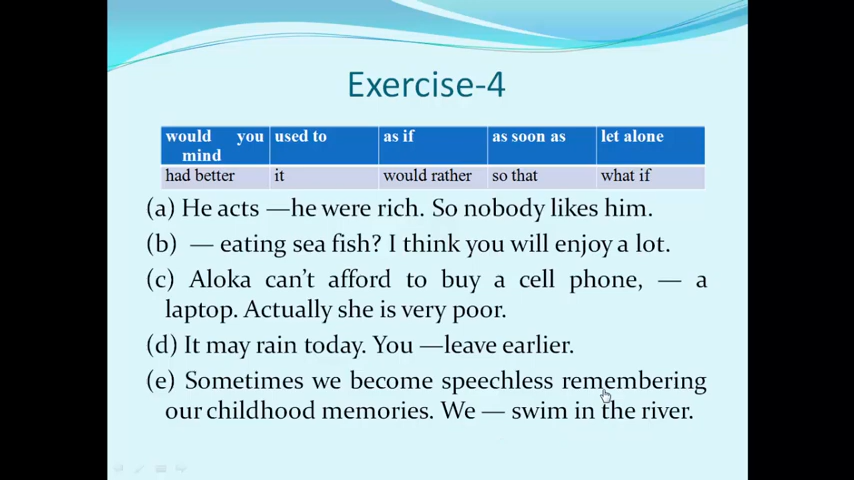 Exercise-4
would you mind | used to | as if | as soon as | let alone
had better | it | would rather | so that | what if
(a) He acts —he were rich. So nobody likes him.
(b) — eating sea fish? I think you will enjoy a lot.
(c) Aloka can't afford to buy a cell phone, — a
laptop. Actually she is very poor.
(d) It may rain today. You —leave earlier.
(e) Sometimes we become speechless remembering
our childhood memories. We — swim in the river.